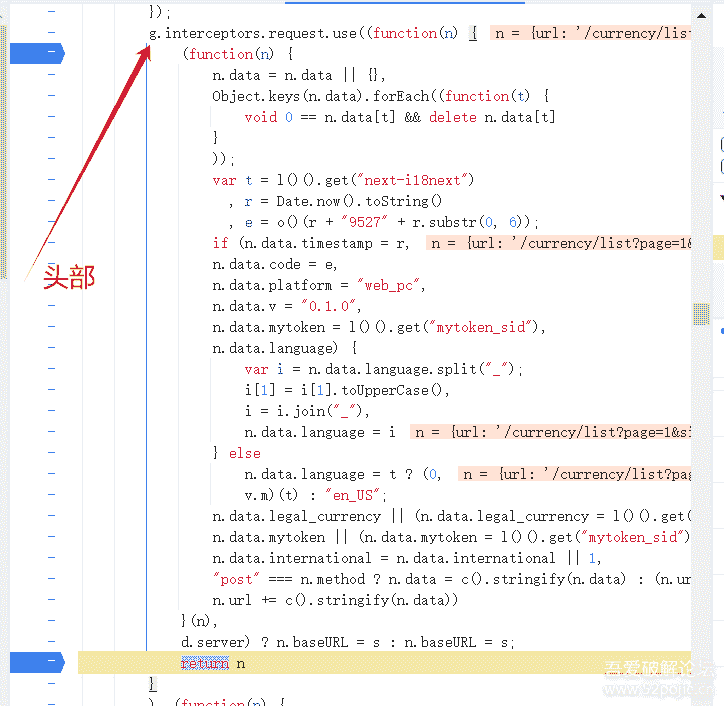 });
g.interceptors.request.use((function(n) { n = {url: '/currency/list
(function(n) {
n.data = n.data || {},
Object.keys(n.data).forEach((function(t) {
void 0 == n.data[t] && delete n.data[t]
}
));
var t = l()().get("next-i18next")
, r = Date.now().toString()
, e = o()(r + "9527" + r.substr(0, 6));
if (n.data.timestamp = r, n = {url: '/currency/list?page=1&
n.data.code = e,
头部
n.data.platform = "web_pc",
n.data.v = "0.1.0",
n.data.mytoken = l()().get("mytoken_sid"),
n.data.language) {
var i = n.data.language.split("_");
i[1] = i[1].toUpperCase(),
i = i.join("_"),
n.data.language = i n = {url: '/currency/list?page=1&si
} else
n.data.language = t ? (0, n = {url: '/currency/list?pag
v.m)(t) : "en_US";
n.data.legal_currency || (n.data.legal_currency = l()().get(
n.data.mytoken || (n.data.mytoken = l()().get("mytoken_sid")
n.data.international = n.data.international || 1,
"post" === n.method ? n.data = c().stringify(n.data) : (n.ur
n.url += c().stringify(n.data))
}(n),
d.server) ? n.baseURL = s : n.baseURL = s;
return n
吾爱破解论坛
www.52pojie.cn
}
), (function(n) {